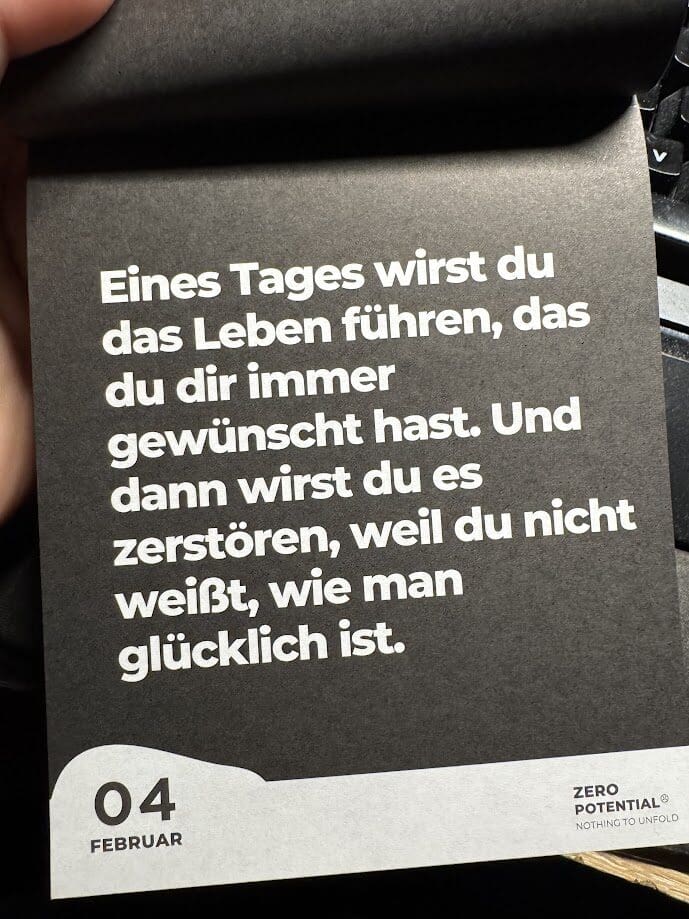 Eines Tages wirst du
das Leben führen, das
du dir immer
gewünscht hast. Und
dann wirst du es
zerstören, weil du nicht
weißt, wie man
glücklich ist.
04
FEBRUAR
ZERO
POTENTIAL
NOTHING TO UNFOLD
V